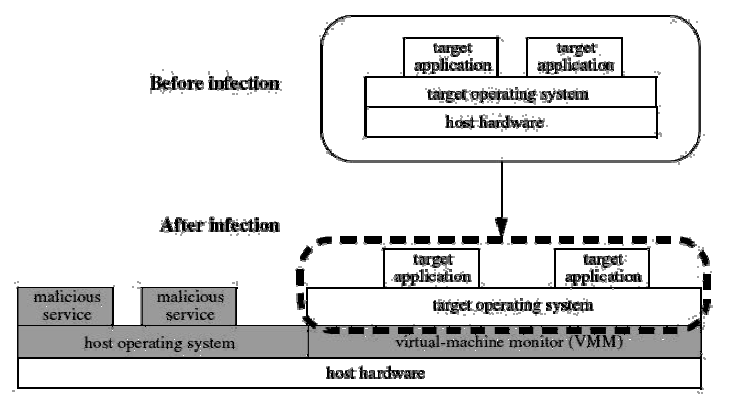 target application
target application
Before infection
target operating system
host hardware
After infection
target application
target application
malicious service
malicious service
target operating system
host operating system
virtual-machine monitor (VMM)
host hardware